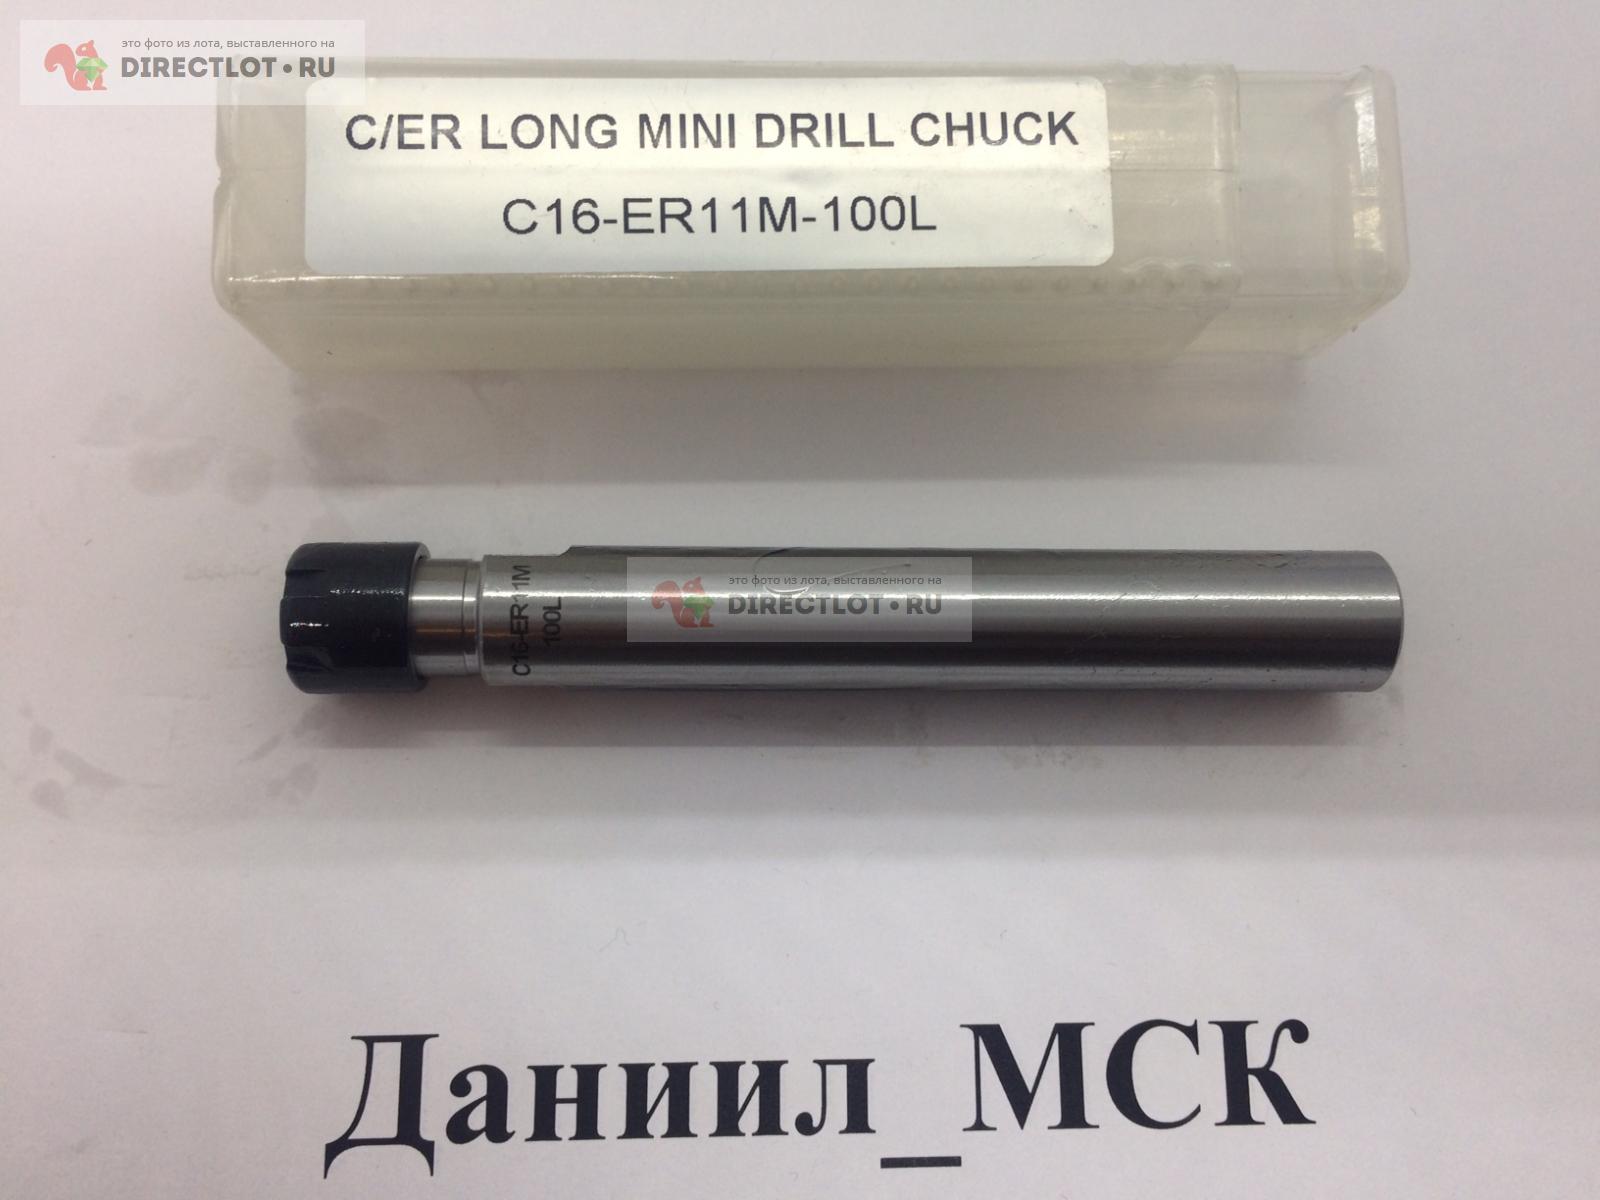 это фото из лота, выставленного на
DIRECTLOT•RU
C/ER LONG MINI DRILL CHUCK
C16-ER11M-100L
C16-ER11M
-100L
это фото из лота, выставленного на
DIRECTLOT•RU
Даниил_МСК